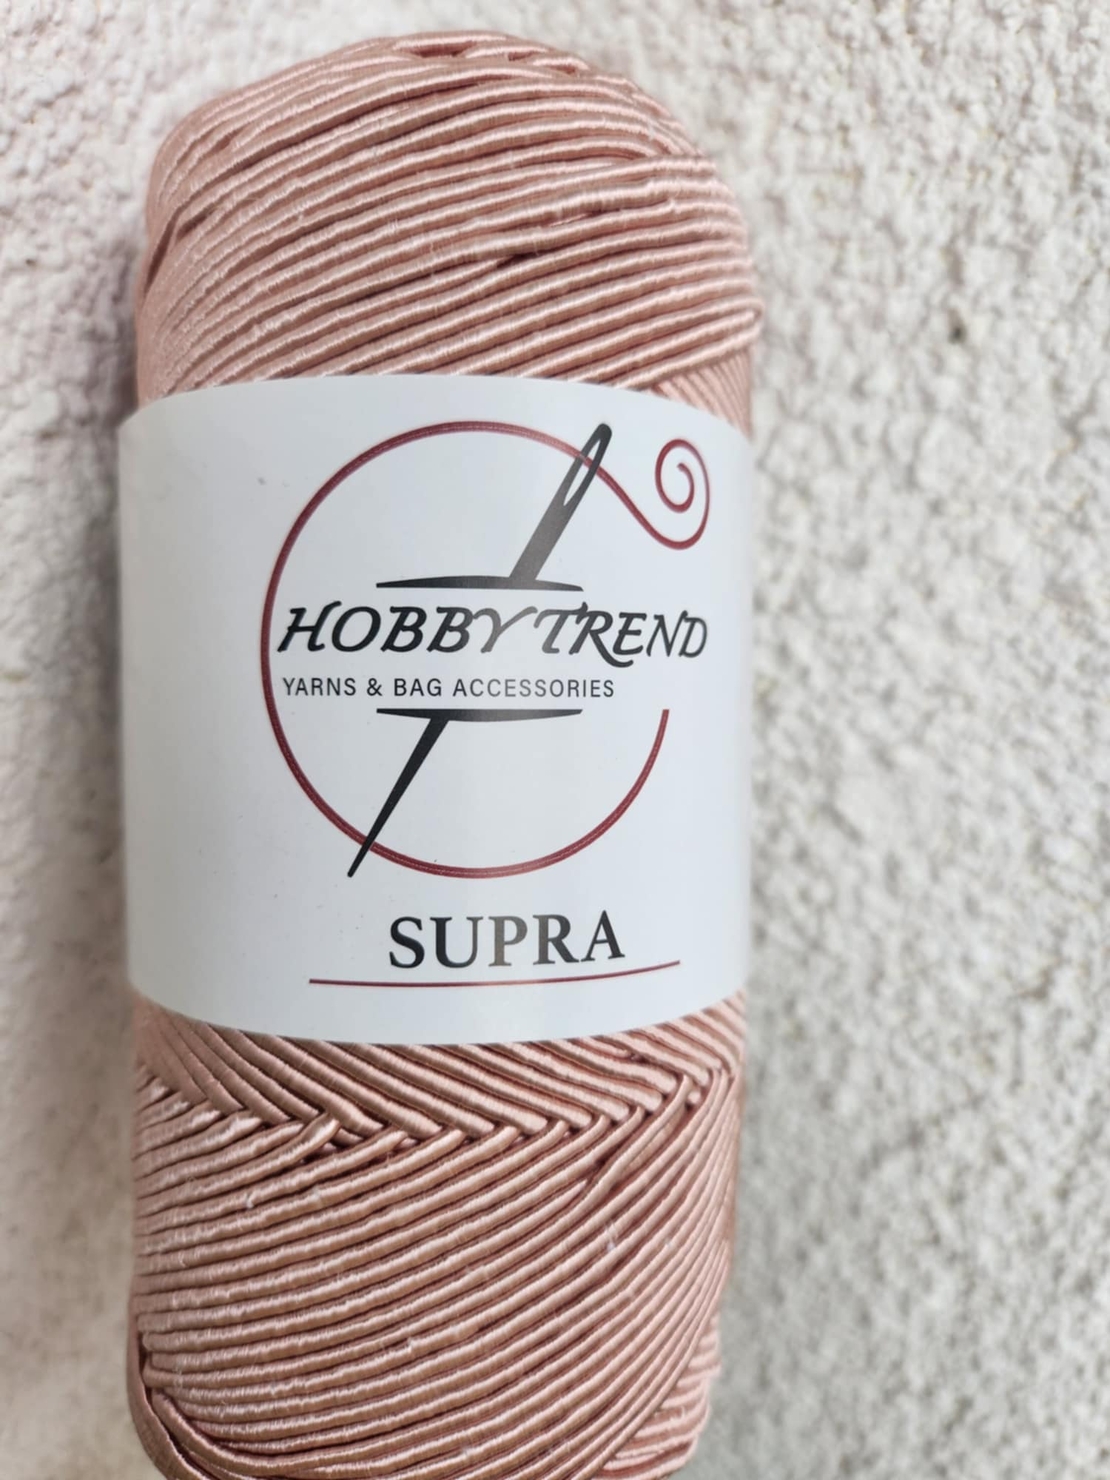 HOBBY TREND
YARNS & BAG ACCESSORIES
SUPRA